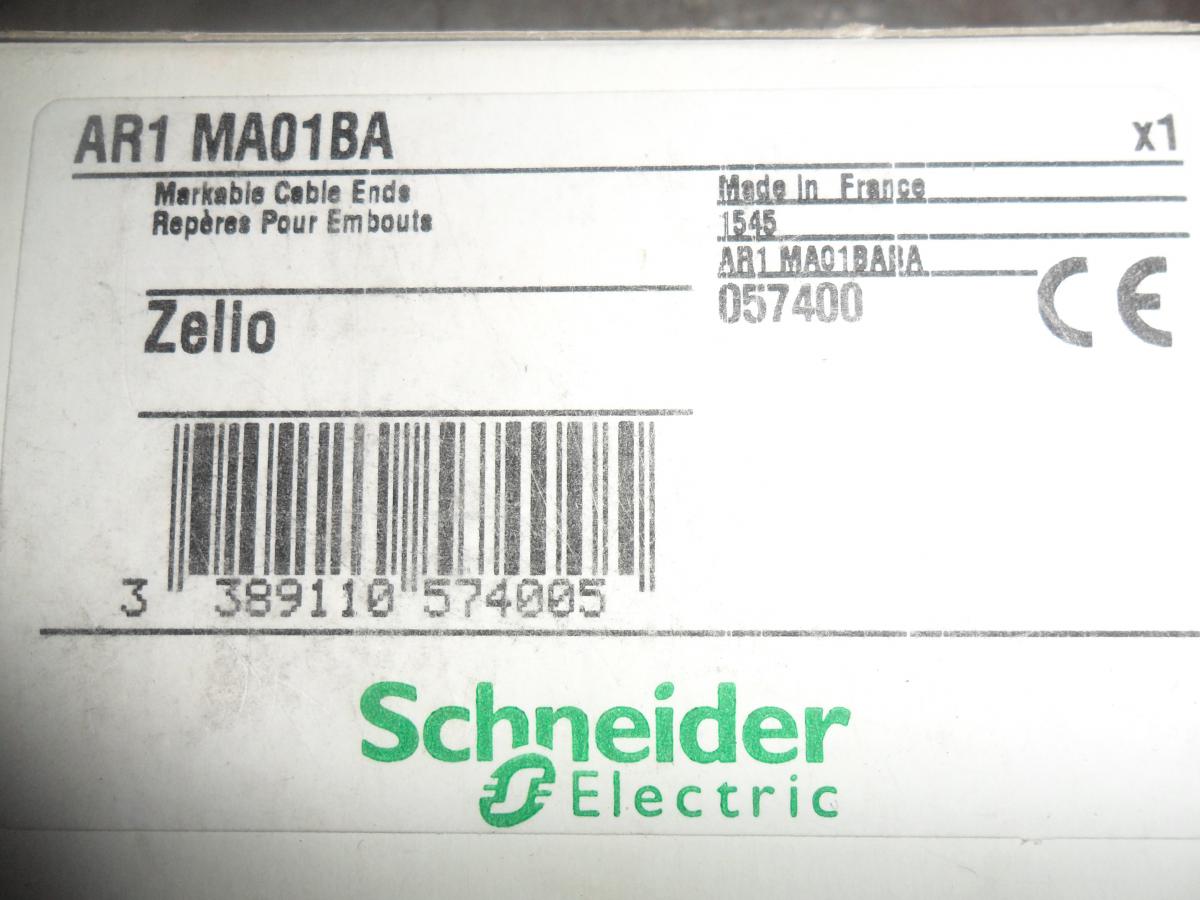 AR1 MA01BA
x1
Markable Cable Ends
Repères Pour Embouts
Made in France
1545
AR1 MA01BABA
057400
CE
Zelio
3 389110 574005
Schneider
Electric